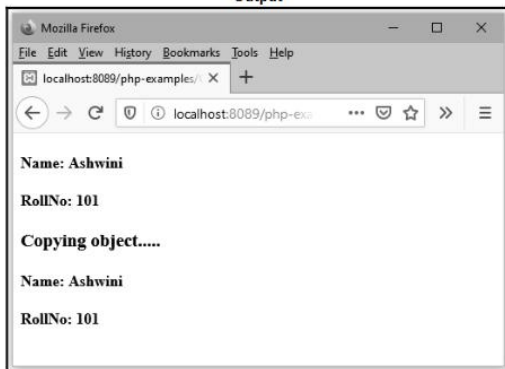 Mozilla Firefox
File Edit View History Bookmarks Tools Help
localhost:8089/php-examples/
localhost:8089/php-exa
Name: Ashwini
RollNo: 101
Copying object.....
Name: Ashwini
RollNo: 101